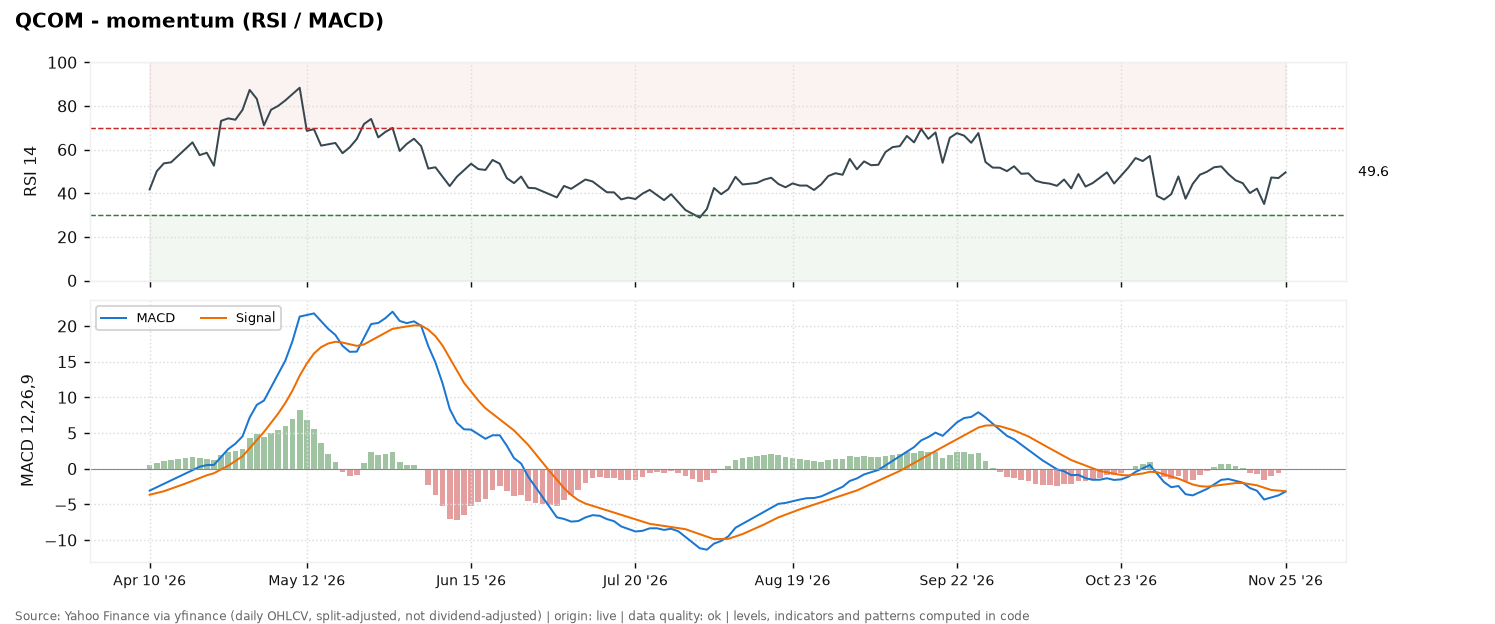 QCOM - momentum (RSI / MACD)
100
80
60
40
20
0
RSI 14
49.6
MACD
Signal
20
15
10
5
0
−5
−10
MACD 12,26,9
Apr 10 '26
May 12 '26
Jun 15 '26
Jul 20 '26
Aug 19 '26
Sep 22 '26
Oct 23 '26
Nov 25 '26
Source: Yahoo Finance via yfinance (daily OHLCV, split-adjusted, not dividend-adjusted) | origin: live | data quality: ok | levels, indicators and patterns computed in code